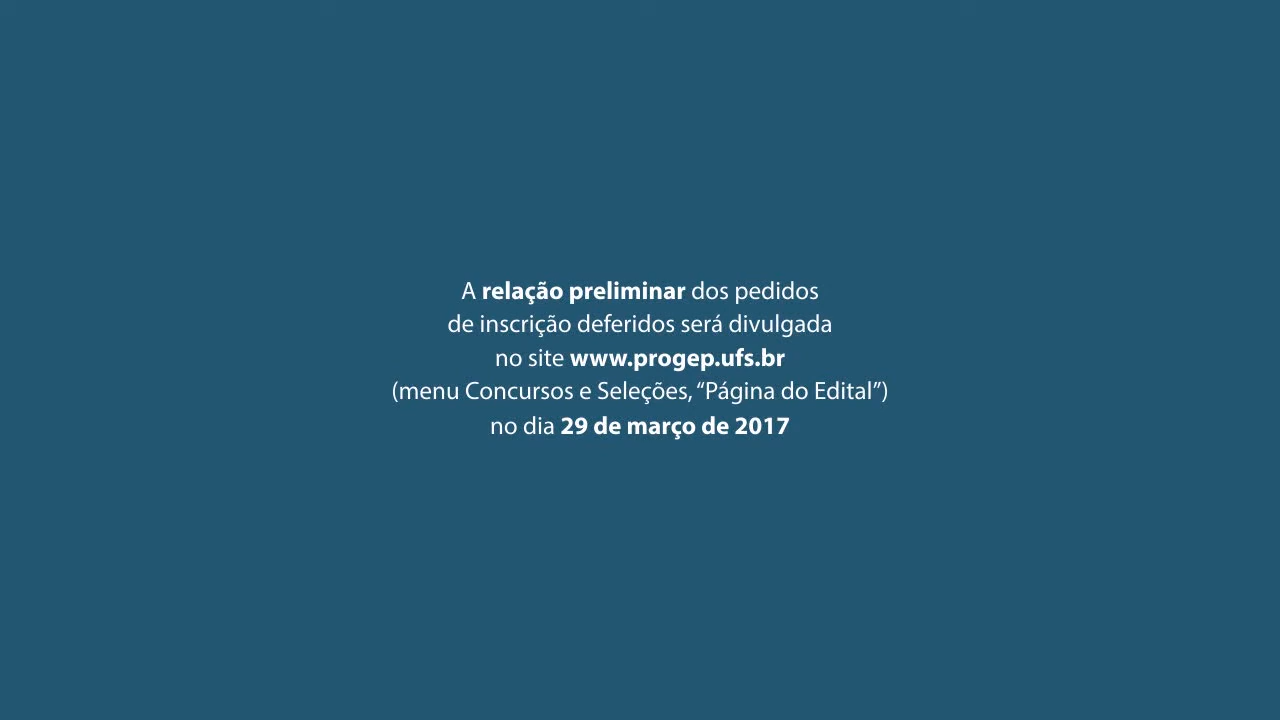 A relação preliminar dos pedidos
de inscrição deferidos será divulgada
no site www.progep.ufs.br
(menu Concursos e Seleções, “Página do Edital”)
no dia 29 de março de 2017